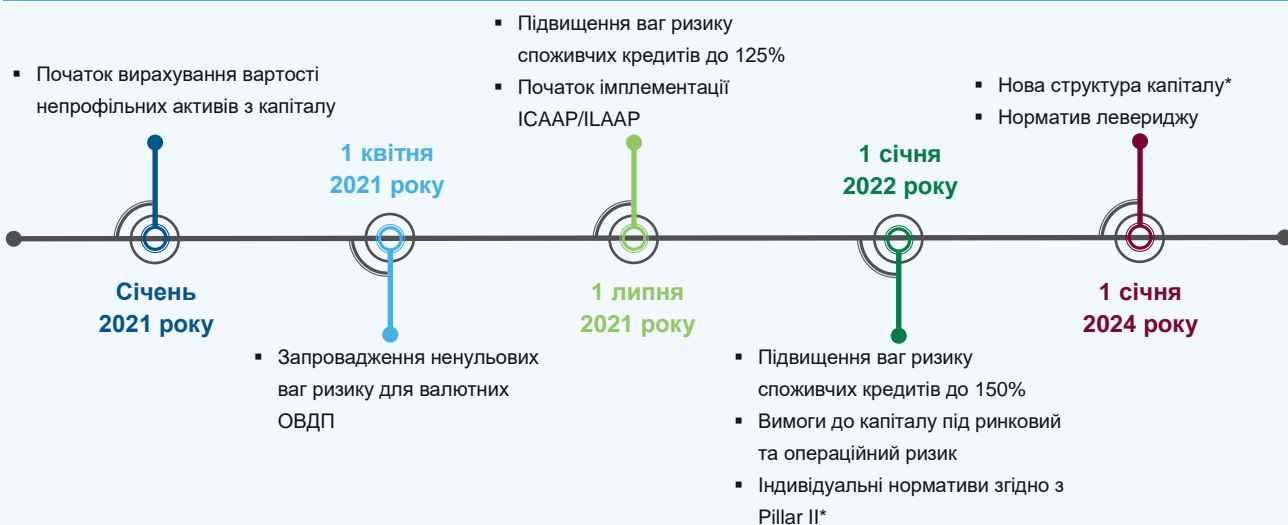 ▪ Початок вирахування вартості
непрофільних активів з капіталу
Січень
2021 року
1 квітня
2021 року
▪ Запровадження ненульових
ваг ризику для валютних
ОВДП
▪ Підвищення ваг ризику
споживчих кредитів до 125%
▪ Початок імплементації
ICAAP/ILAAP
1 липня
2021 року
1 січня
2022 року
▪ Підвищення ваг ризику
споживчих кредитів до 150%
▪ Вимоги до капіталу під ринковий
та операційний ризик
▪ Індивідуальні нормативи згідно з
Pillar II*
▪ Нова структура капіталу*
▪ Норматив левериджу
1 січня
2024 року